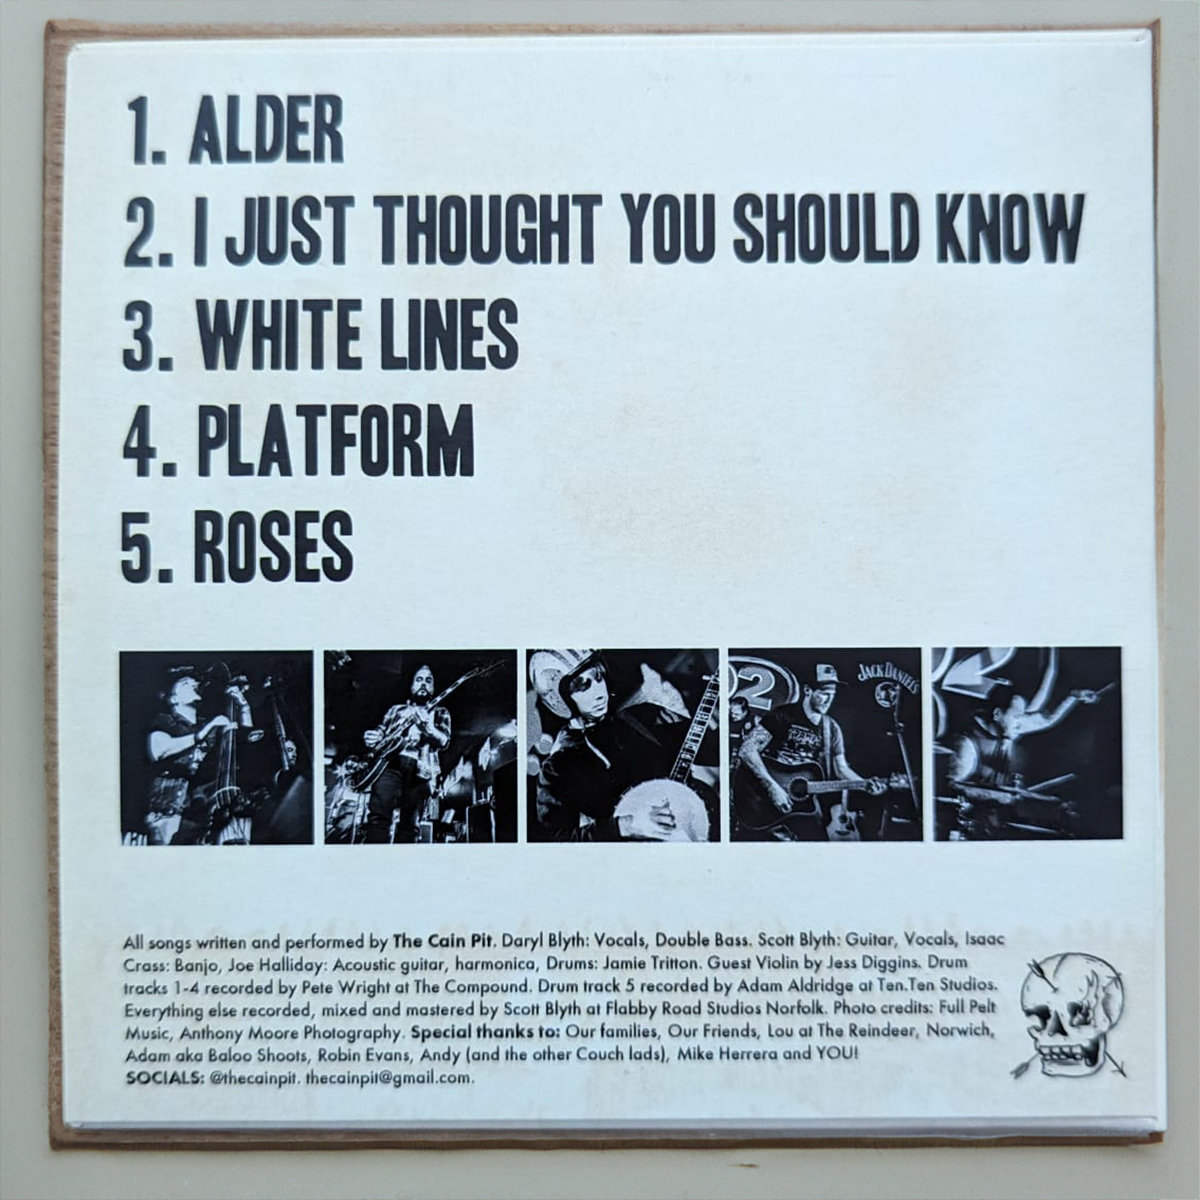 1. ALDER
2. I JUST THOUGHT YOU SHOULD KNOW
3. WHITE LINES
4. PLATFORM
5. ROSES
JACK DANIEL'S
All songs written and performed by The Cain Pit. Daryl Blyth: Vocals, Double Bass. Scott Blyth: Guitar, Vocals, Isaac
Crass: Banjo, Joe Halliday: Acoustic guitar, harmonica, Drums: Jamie Tritton. Guest Violin by Jess Diggins. Drum
tracks 1-4 recorded by Pete Wright at The Compound. Drum track 5 recorded by Adam Aldridge at Ten.Ten Studios.
Everything else recorded, mixed and mastered by Scott Blyth at Flabby Road Studios Norfolk. Photo credits: Full Pelt
Music, Anthony Moore Photography. Special thanks to: Our families, Our Friends, Lou at The Reindeer, Norwich,
Adam aka Baloo Shoots, Robin Evans, Andy (and the other Couch lads), Mike Herrera and YOU!
SOCIALS: @thecainpit. thecainpit@gmail.com.